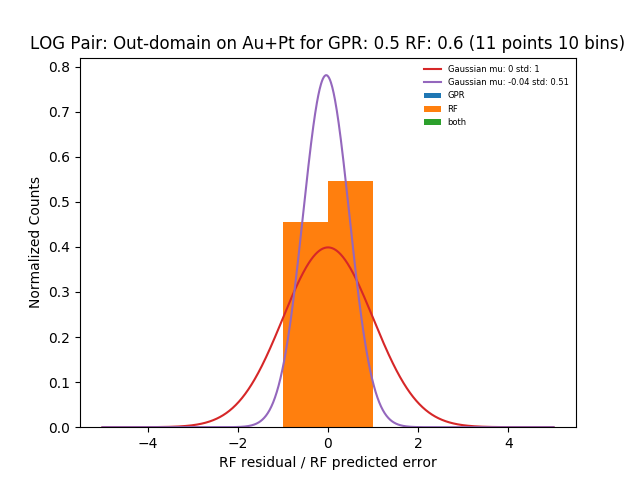 LOG Pair: Out-domain on Au+Pt for GPR: 0.5 RF: 0.6 (11 points 10 bins)
Gaussian mu: 0 std: 1
Gaussian mu: -0.04 std: 0.51
GPR
RF
both
Normalized Counts
0.8
0.7
0.6
0.5
0.4
0.3
0.2
0.1
0.0
−4 −2 0 2 4
RF residual / RF predicted error